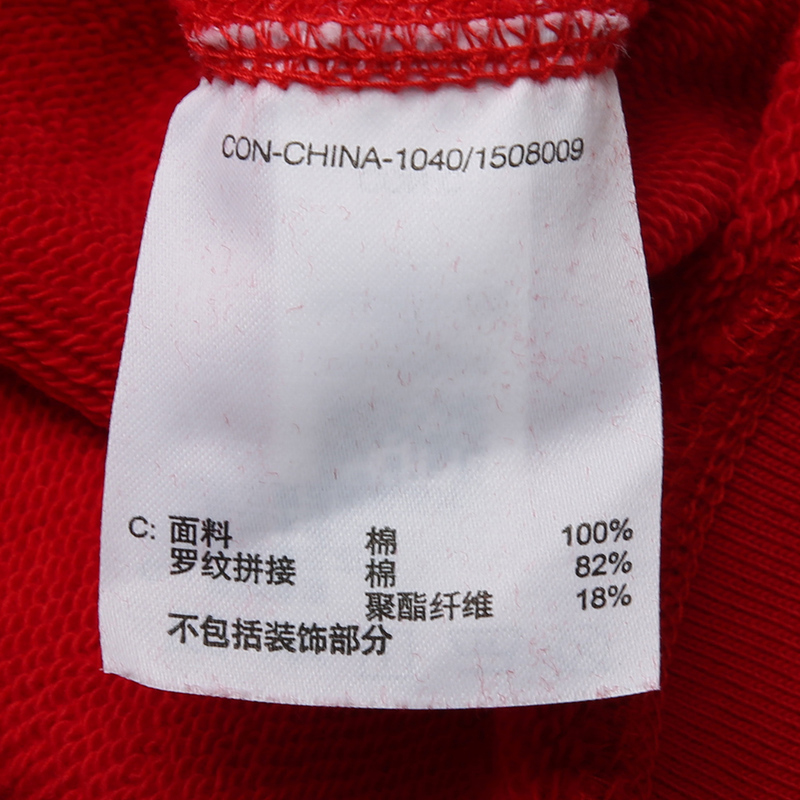 CON-CHINA-1040/1508009
C: 面料 棉 100%
罗纹拼接 棉 82%
聚酯纤维 18%
不包括装饰部分